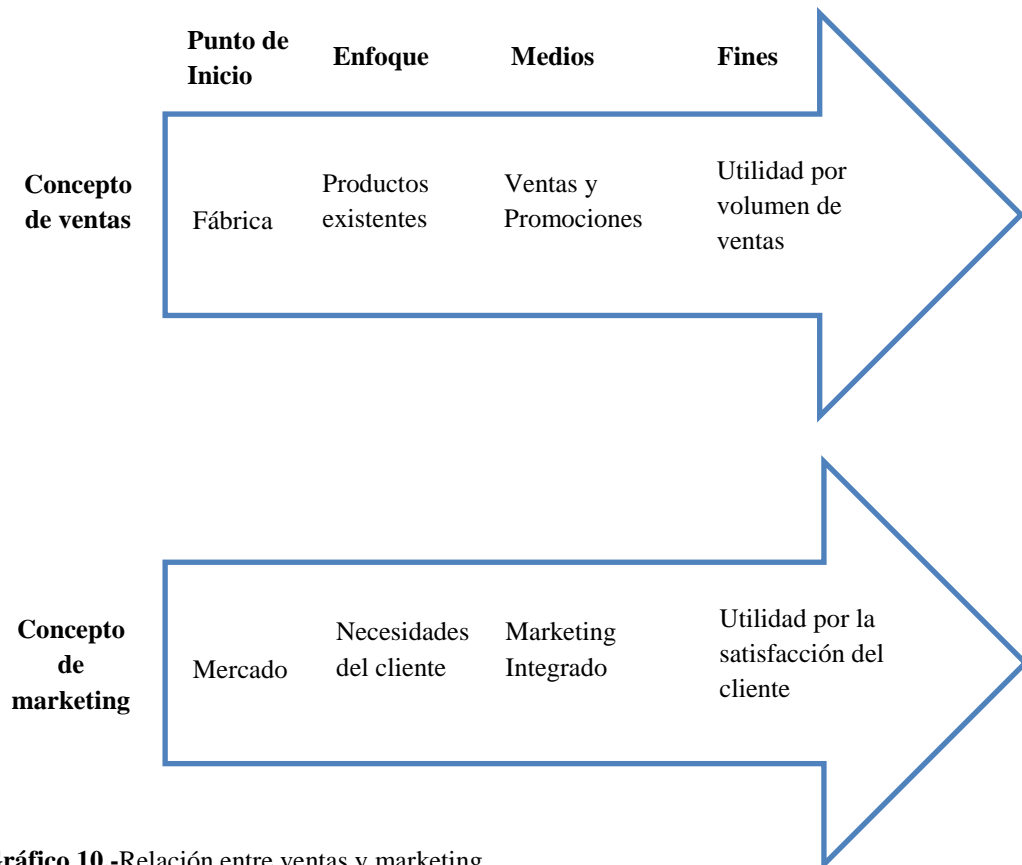 Punto de
Inicio
Enfoque
Medios
Fines
Concepto
de ventas
Fábrica
Productos
existentes
Ventas y
Promociones
Utilidad por
volumen de
ventas
Concepto
de
marketing
Mercado
Necesidades
del cliente
Marketing
Integrado
Utilidad por la
satisfacción del
cliente
Gráfico 10 -Relación entre ventas y marketing